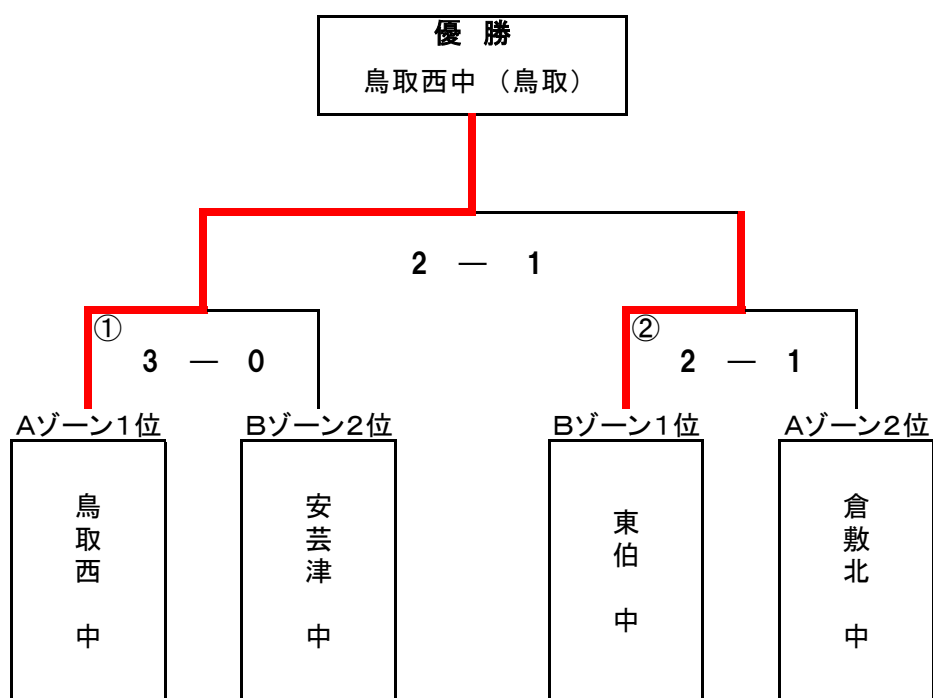 優 勝
鳥取西中 （鳥取）
2 ― 1
①
3 ― 0
②
2 ― 1
Aゾーン1位
Bゾーン2位
Bゾーン1位
Aゾーン2位
鳥取西 中
安芸津 中
東伯 中
倉敷北 中